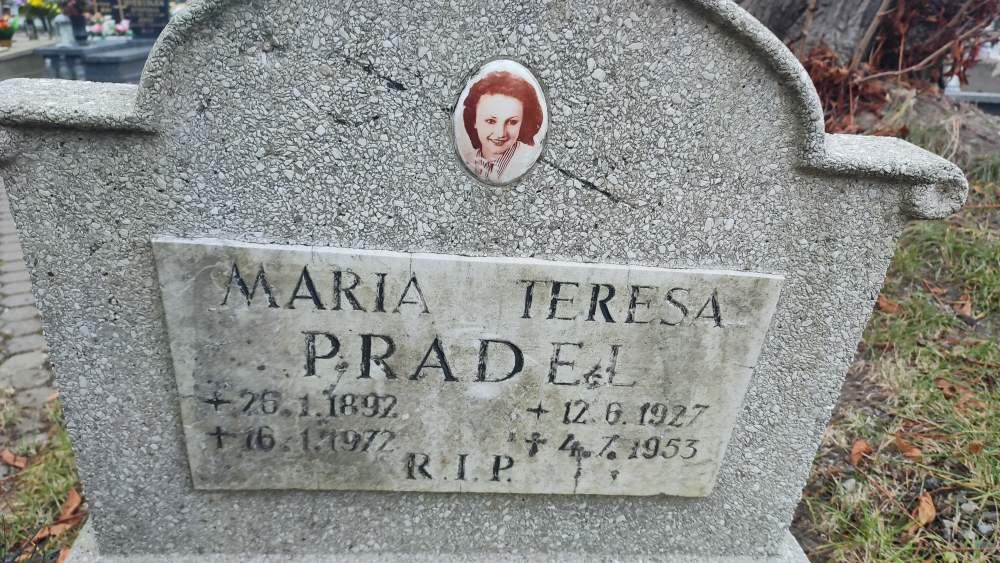 MARIA TERESA
PRADEL
+26.1.1892 + 12.6.1927
+16.1.1972 + 4.7.1953
R.I.P.